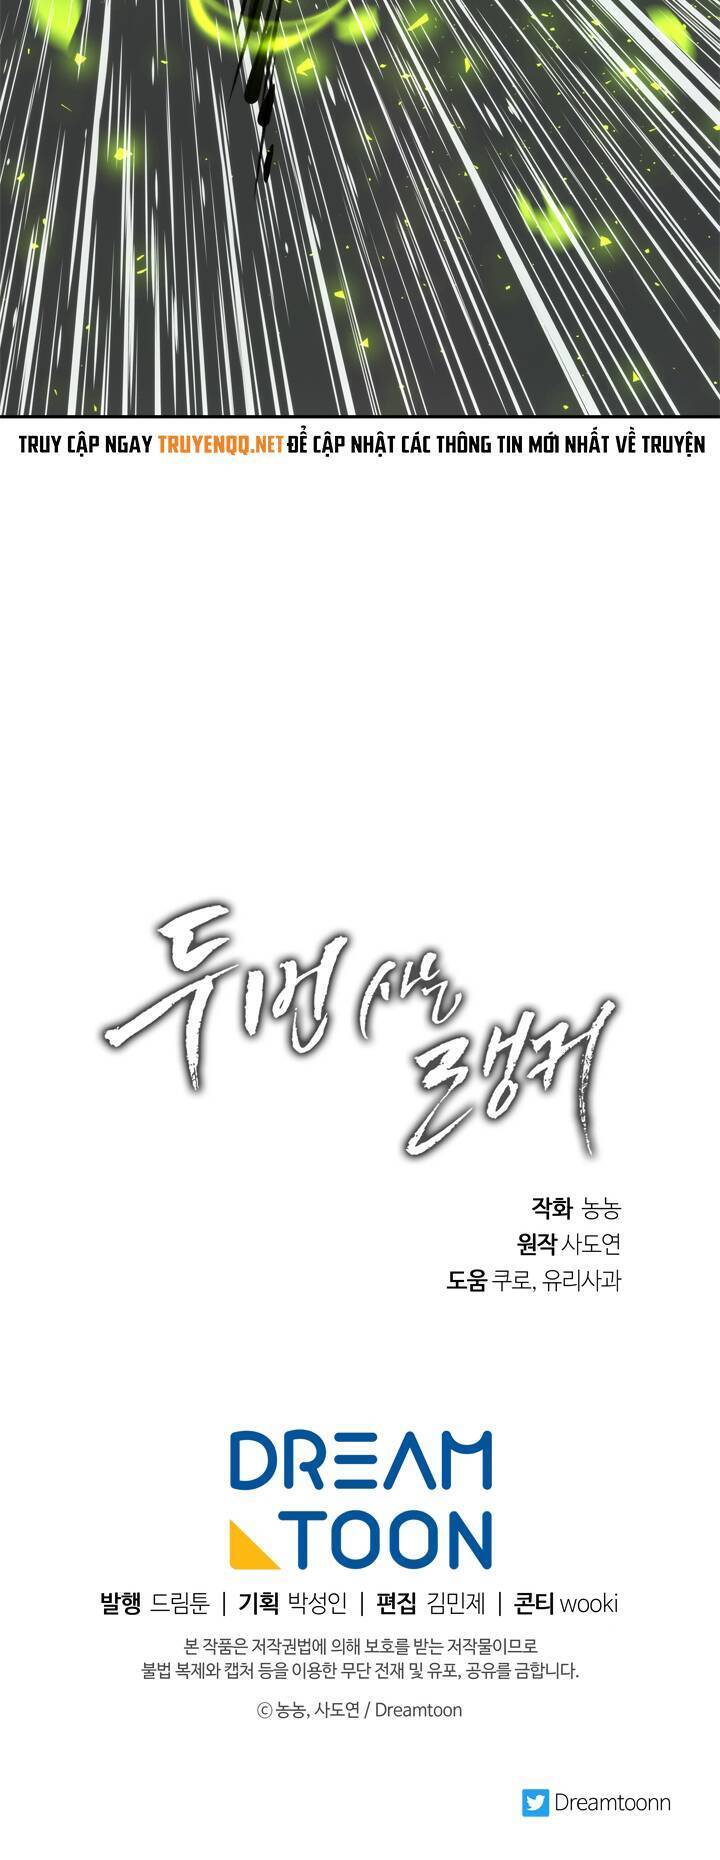 TRUY CẬP NGAY TRUYENQQ.NET ĐỂ CẬP NHẬT CÁC THÔNG TIN MỚI NHẤT VỀ TRUYỆN
두번 사는
랭커
작화 농농
원작 사도연
도움 쿠로, 유리사과
DREAM
TOON
발행 드림툰 | 기획 박성인 | 편집 김민제 | 콘티 wooki
본 작품은 저작권법에 의해 보호를 받는 저작물이므로
불법 복제와 캡처 등을 이용한 무단 전재 및 유포, 공유를 금합니다.
ⓒ 농농, 사도연 / Dreamtoon
Dreamtoonn